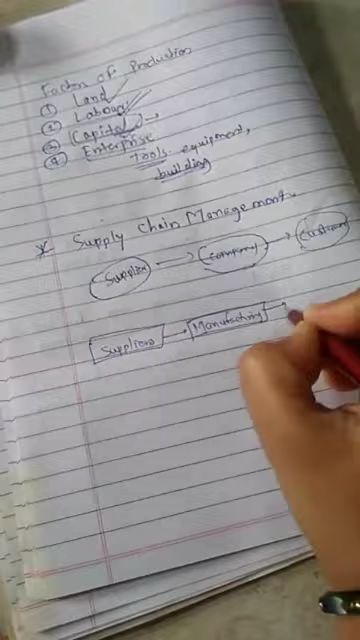 Factors of Production
① Land
② Labour
③ Capital →
④ Enterprise
Tools, equipment,
building
* Supply Chain Management.
Supplier → Company → Customer
Suppliers → Manufacturing →